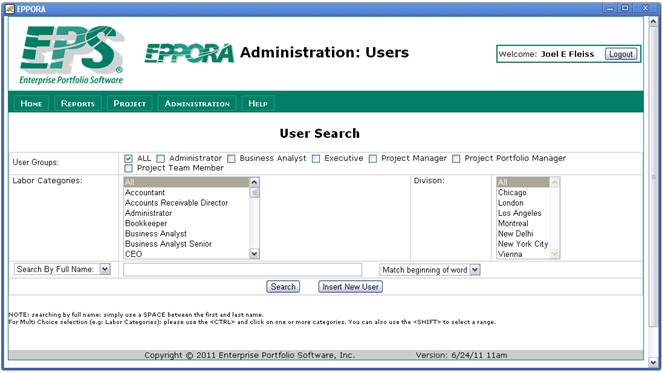 EPPORA
EPS®
Enterprise Portfolio Software
EPPORA Administration: Users
Welcome: Joel E Fleiss Logout
Home Reports Project Administration Help
User Search
User Groups: ALL Administrator Business Analyst Executive Project Manager Project Portfolio Manager
Project Team Member
Labor Categories: All Divison: All
Accountant Chicago
Accounts Receivable Director London
Administrator Los Angeles
Bookkeeper Montreal
Business Analyst New Delhi
Business Analyst Senior New York City
CEO Vienna
Search By Full Name: Match beginning of word
Search Insert New User
NOTE: searching by full name: simply use a SPACE between the first and last name.
For Multi Choice selection (e.g: Labor Categories): please use the <CTRL> and click on one or more categories. You can also use the <SHIFT> to select a range.
Copyright © 2011 Enterprise Portfolio Software, Inc. Version: 6/24/11 11am